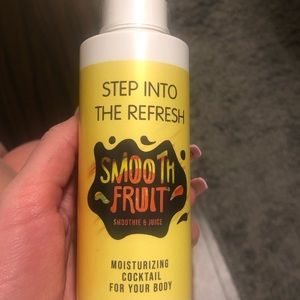 STEP INTO
THE REFRESH
SMOOTH
FRUIT
SMOOTHIE & JUICE
MOISTURIZING
COCKTAIL
FOR YOUR BODY